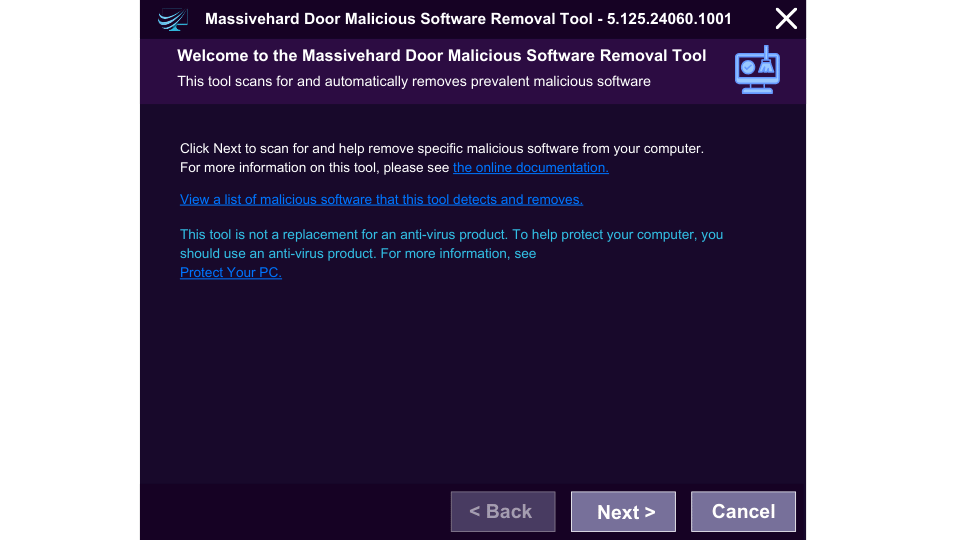 Massivehard Door Malicious Software Removal Tool - 5.125.24060.1001
Welcome to the Massivehard Door Malicious Software Removal Tool
This tool scans for and automatically removes prevalent malicious software
Click Next to scan for and help remove specific malicious software from your computer.
For more information on this tool, please see the online documentation.
View a list of malicious software that this tool detects and removes.
This tool is not a replacement for an anti-virus product. To help protect your computer, you
should use an anti-virus product. For more information, see
Protect Your PC.
< Back
Next >
Cancel